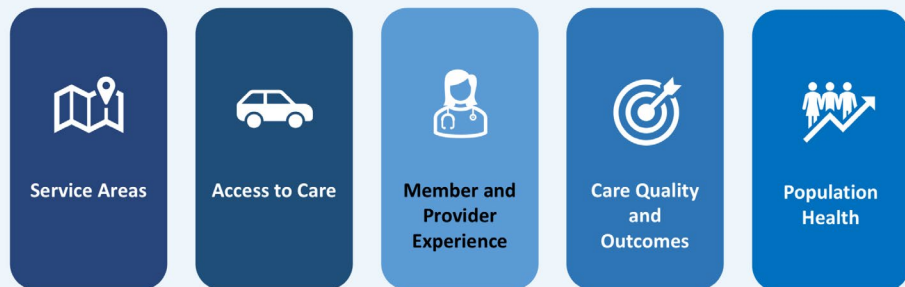 Service Areas
Access to Care
Member and
Provider
Experience
Care Quality
and
Outcomes
Population
Health